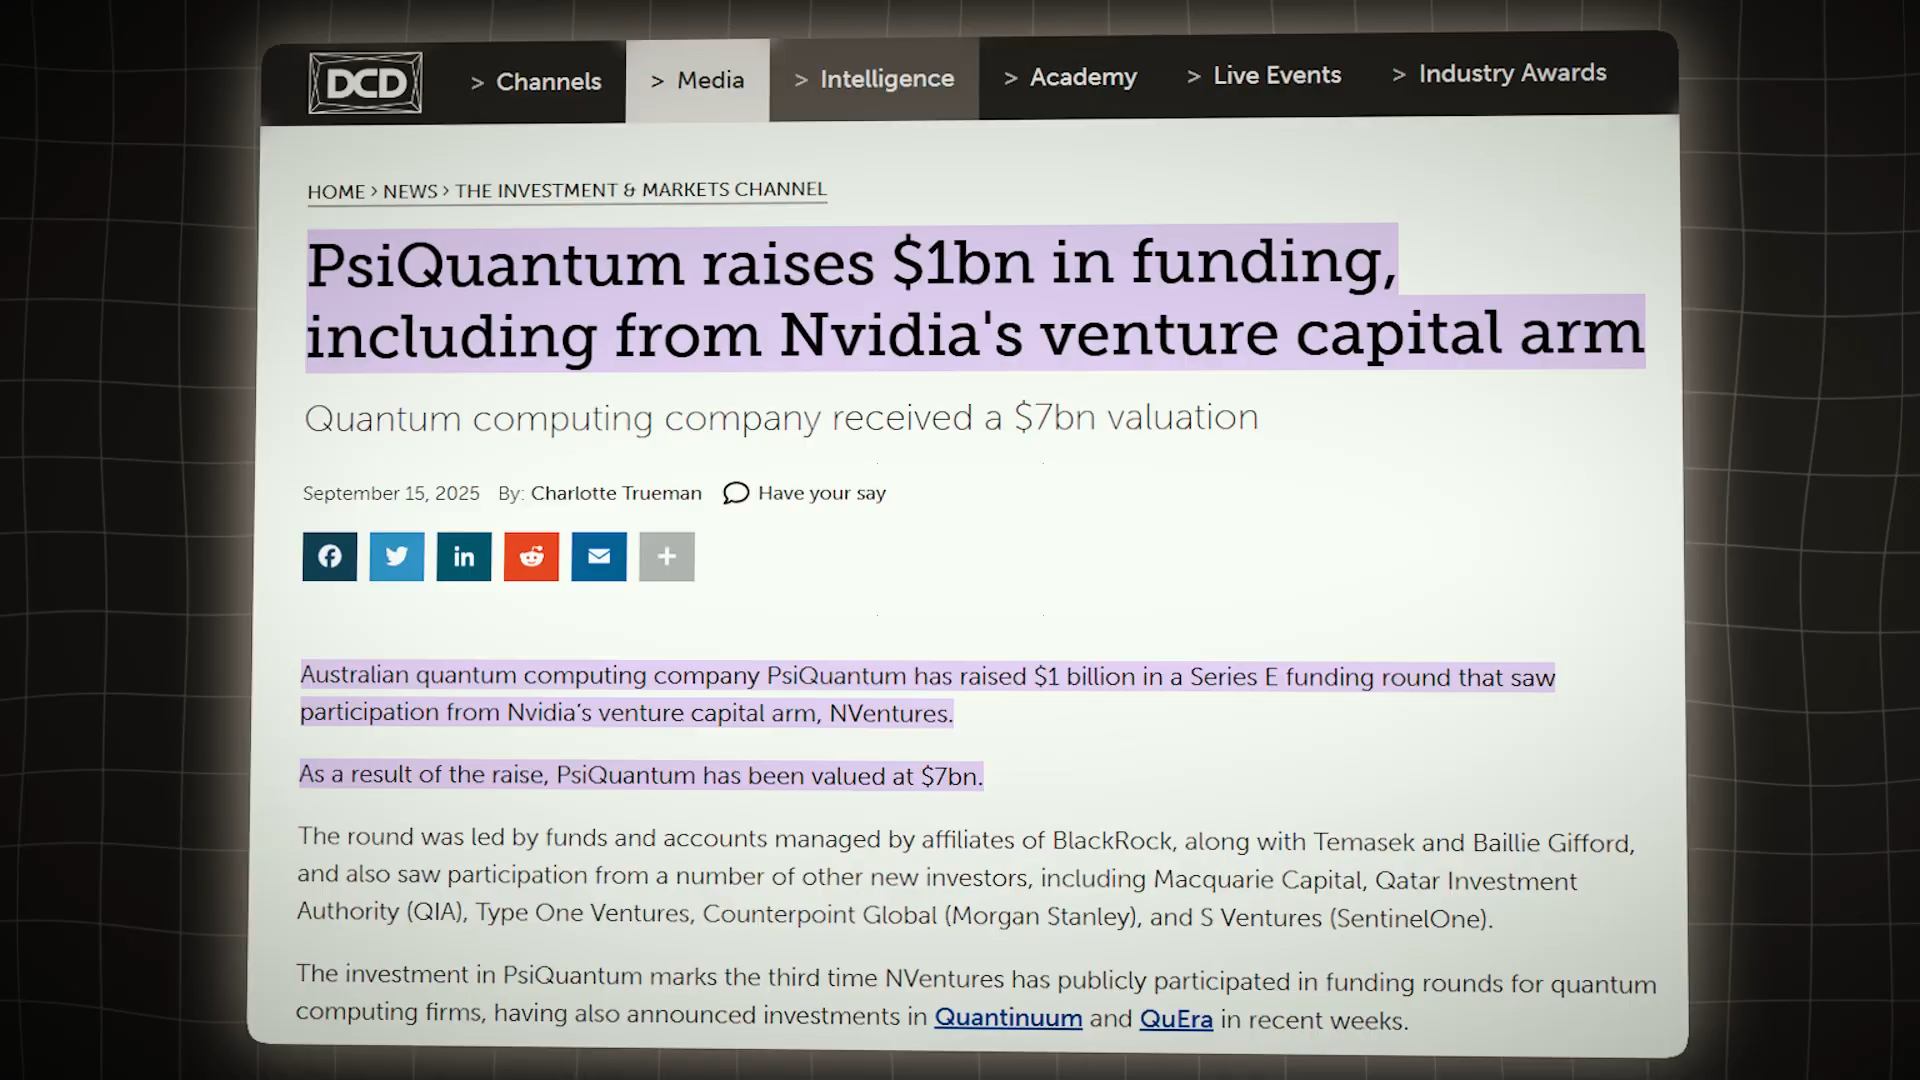 DCD
> Channels
> Media
> Intelligence
> Academy
> Live Events
> Industry Awards
HOME > NEWS > THE INVESTMENT & MARKETS CHANNEL
PsiQuantum raises $1bn in funding,
including from Nvidia's venture capital arm
Quantum computing company received a $7bn valuation
September 15, 2025 By: Charlotte Trueman Have your say
Australian quantum computing company PsiQuantum has raised $1 billion in a Series E funding round that saw
participation from Nvidia's venture capital arm, NVentures.
As a result of the raise, PsiQuantum has been valued at $7bn.
The round was led by funds and accounts managed by affiliates of BlackRock, along with Temasek and Baillie Gifford,
and also saw participation from a number of other new investors, including Macquarie Capital, Qatar Investment
Authority (QIA), Type One Ventures, Counterpoint Global (Morgan Stanley), and S Ventures (SentinelOne).
The investment in PsiQuantum marks the third time NVentures has publicly participated in funding rounds for quantum
computing firms, having also announced investments in Quantinuum and QuEra in recent weeks.